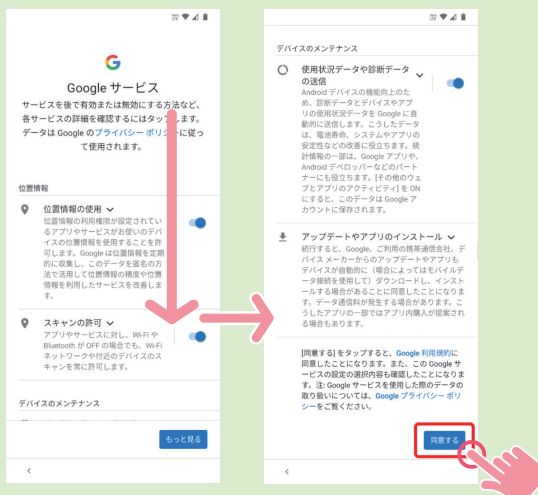 Google サービス
サービスを後で有効または無効にする方法など、
各サービスの詳細を確認するにはタップします。
データは Google のプライバシー ポリシーに従っ
て使用されます。
位置情報
位置情報の使用
位置情報の利用権限が設定されてい
るアプリやサービスがお使いのデバ
イスの位置情報を使用することを許
可します。Google は位置情報を定期
的に収集し、このデータを匿名の方
法で活用して位置情報の精度や位置
情報を利用したサービスを改善しま
す。
スキャンの許可
アプリやサービスに対し、Wi-Fi や
Bluetooth が OFF の場合でも、Wi-Fi
ネットワークや付近のデバイスのス
キャンを常に許可します。
デバイスのメンテナンス
もっと見る
デバイスのメンテナンス
使用状況データや診断データ
の送信
Android デバイスの機能向上のた
め、診断データとデバイスやアプ
リの使用状況データを Google に自
動的に送信します。こうしたデータ
は、電池寿命、システムやアプリの
安定性などの改善に役立ちます。統
計情報の一部は、Google アプリや、
Android デベロッパーなどのパート
ナーにも役立ちます。[その他のウェ
ブとアプリのアクティビティ] を ON
にすると、このデータは Google ア
カウントに保存されます。
アップデートやアプリのインストール
続行すると、Google、ご利用の携帯通信会社、デ
バイス メーカーからのアップデートやアプリも
デバイスが自動的に（場合によってはモバイルデ
ータ接続を使用して）ダウンロードし、インスト
ールする場合があることに同意したことになりま
す。データ通信料が発生する場合があります。こ
うしたアプリの一部ではアプリ内購入が提案され
る場合もあります。
[同意する] をタップすると、Google 利用規約に
同意したことになります。また、この Google サ
ービスの設定の選択内容も確認したことになりま
す。注: Google サービスを使用した際のデータの
取り扱いについては、Google プライバシー ポリ
シーをご覧ください。
同意する